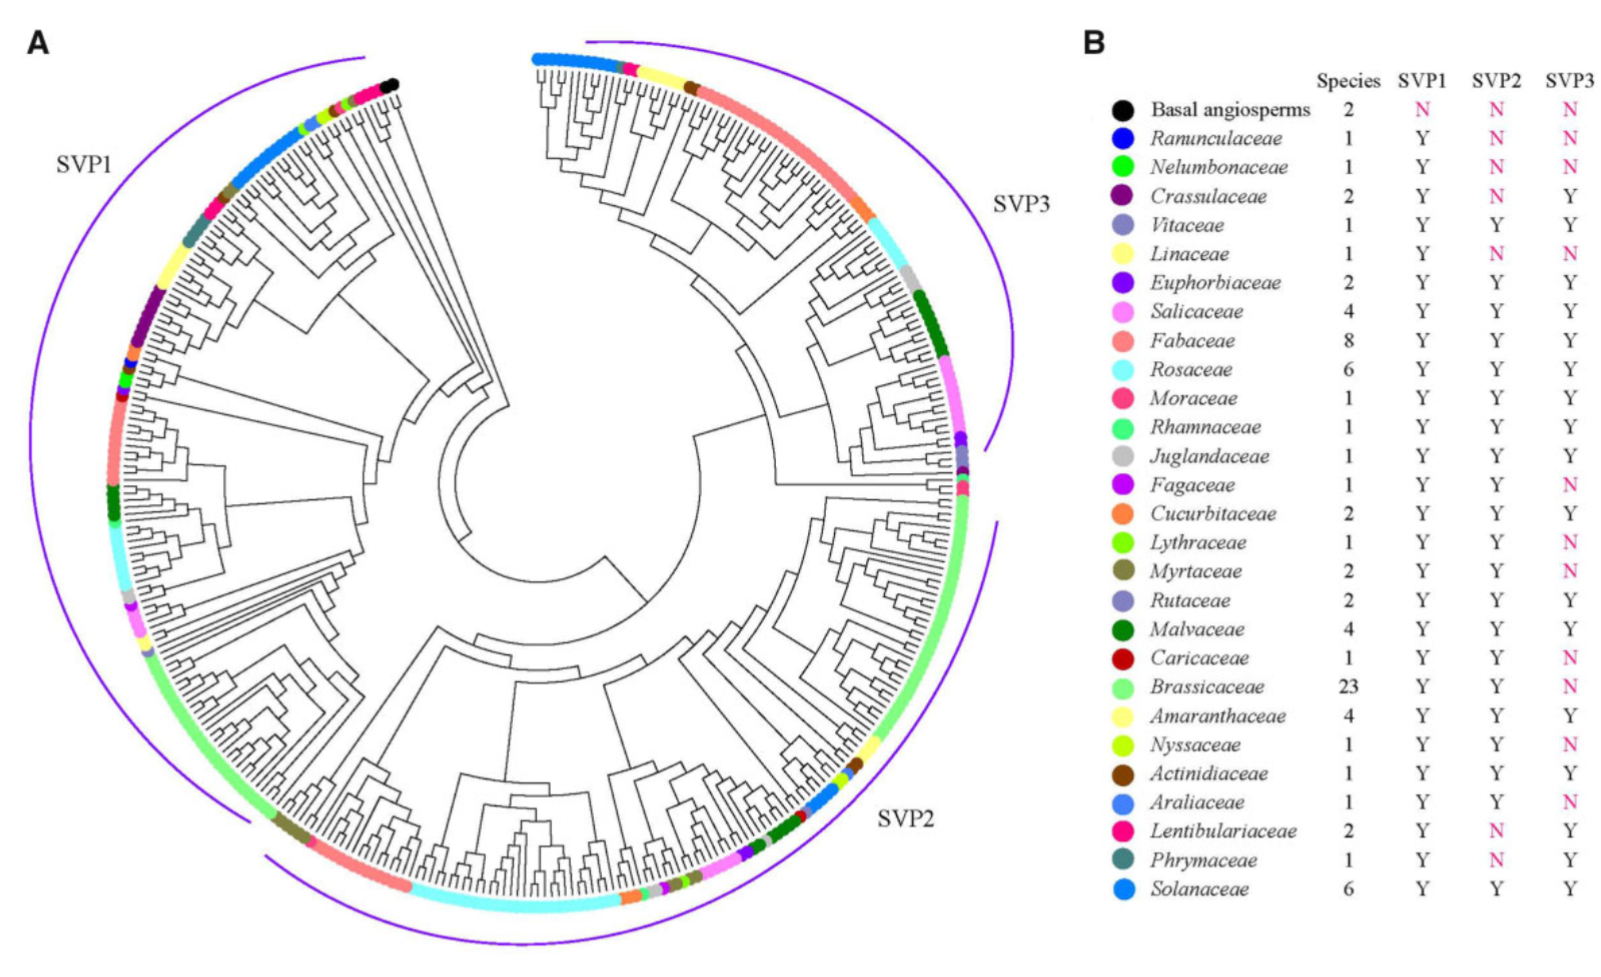 A
SVP1
SVP3
SVP2
B
Species SVP1 SVP2 SVP3
Basal angiosperms 2 N N N
Ranunculaceae 1 Y N N
Nelumbonaceae 1 Y N N
Crassulaceae 2 Y N Y
Vitaceae 1 Y Y Y
Linaceae 1 Y N N
Euphorbiaceae 2 Y Y Y
Salicaceae 4 Y Y Y
Fabaceae 8 Y Y Y
Rosaceae 6 Y Y Y
Moraceae 1 Y Y Y
Rhamnaceae 1 Y Y Y
Juglandaceae 1 Y Y Y
Fagaceae 1 Y Y N
Cucurbitaceae 2 Y Y Y
Lythraceae 1 Y Y N
Myrtaceae 2 Y Y N
Rutaceae 2 Y Y Y
Malvaceae 4 Y Y Y
Caricaceae 1 Y Y N
Brassicaceae 23 Y Y N
Amaranthaceae 4 Y Y Y
Nyssaceae 1 Y Y N
Actinidiaceae 1 Y Y Y
Araliaceae 1 Y Y N
Lentibulariaceae 2 Y N Y
Phrymaceae 1 Y N Y
Solanaceae 6 Y Y Y